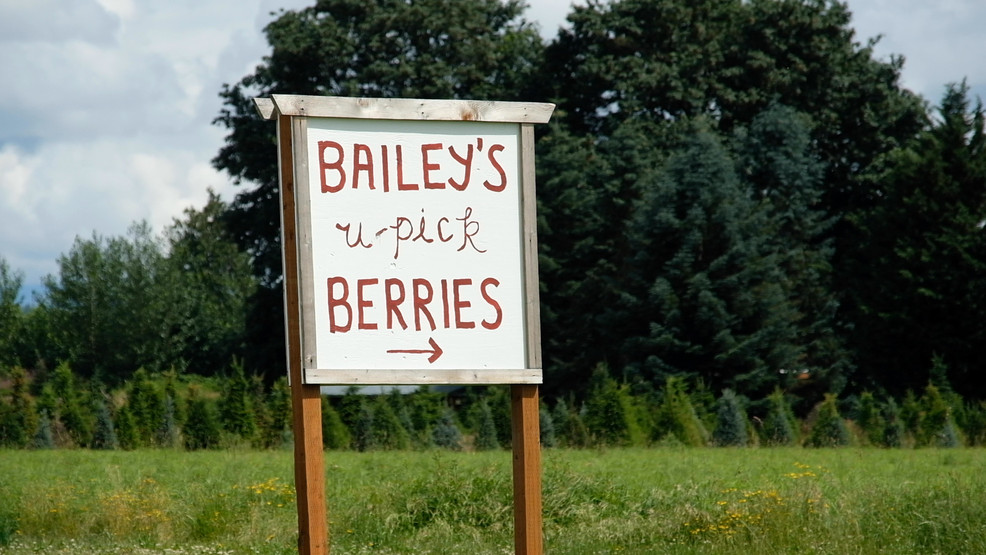 BAILEY'S
u-pick
BERRIES
→